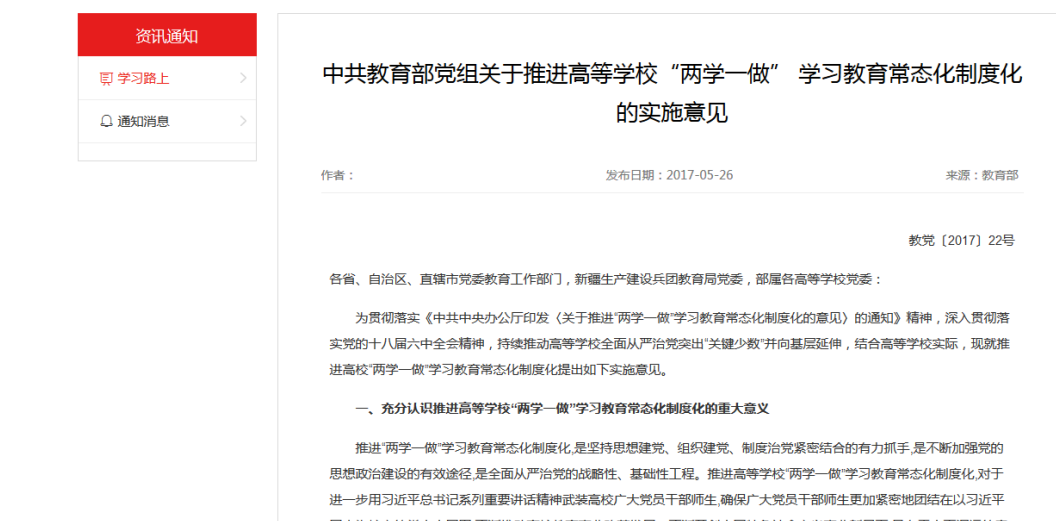 资讯通知
学习路上
通知消息
中共教育部党组关于推进高等学校“两学一做” 学习教育常态化制度化
的实施意见
作者： 发布日期：2017-05-26 来源：教育部
教党〔2017〕22号
各省、自治区、直辖市党委教育工作部门，新疆生产建设兵团教育局党委，部属各高等学校党委：
为贯彻落实《中共中央办公厅印发〈关于推进“两学一做”学习教育常态化制度化的意见〉的通知》精神，深入贯彻落
实党的十八届六中全会精神，持续推动高等学校全面从严治党突出“关键少数”并向基层延伸，结合高等学校实际，现就推
进高校“两学一做”学习教育常态化制度化提出如下实施意见。
一、充分认识推进高等学校“两学一做”学习教育常态化制度化的重大意义
推进“两学一做”学习教育常态化制度化,是坚持思想建党、组织建党、制度治党紧密结合的有力抓手,是不断加强党的
思想政治建设的有效途径,是全面从严治党的战略性、基础性工程。推进高等学校“两学一做”学习教育常态化制度化,对于
进一步用习近平总书记系列重要讲话精神武装高校广大党员干部师生,确保广大党员干部师生更加紧密地团结在以习近平